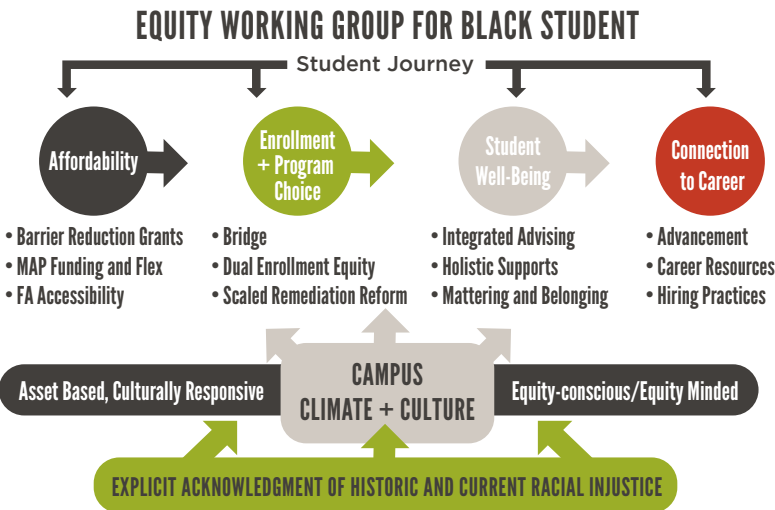 EQUITY WORKING GROUP FOR BLACK STUDENT
Student Journey
Affordability
Enrollment
+ Program
Choice
Student
Well-Being
Connection
to Career
• Barrier Reduction Grants
• MAP Funding and Flex
• FA Accessibility
• Bridge
• Dual Enrollment Equity
• Scaled Remediation Reform
• Integrated Advising
• Holistic Supports
• Mattering and Belonging
• Advancement
• Career Resources
• Hiring Practices
Asset Based, Culturally Responsive
CAMPUS
CLIMATE + CULTURE
Equity-conscious/Equity Minded
EXPLICIT ACKNOWLEDGMENT OF HISTORIC AND CURRENT RACIAL INJUSTICE